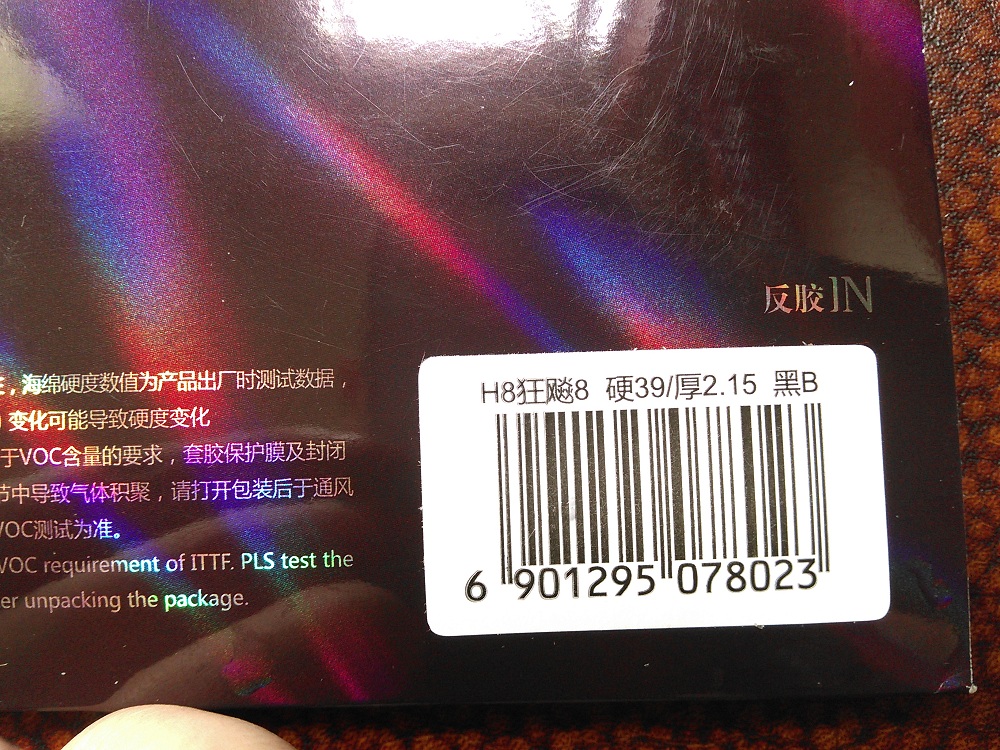 反胶IN
H8狂飚8 硬39/厚2.15 黑B
6 901295 078023
，海绵硬度数值为产品出厂时测试数据，
变化可能导致硬度变化
于VOC含量的要求，套胶保护膜及封闭
节中导致气体积聚，请打开包装后于通风
VOC测试为准。
VOC requirement of ITTF. PLS test the
er unpacking the package.